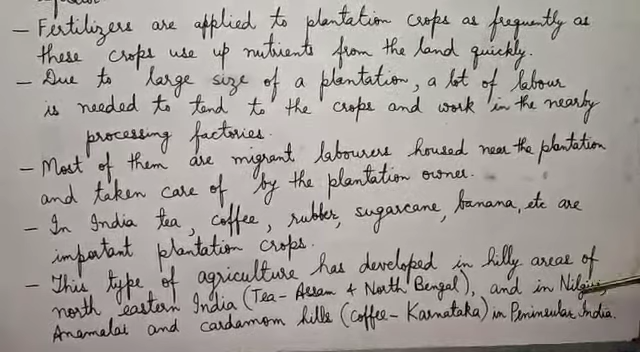 - Fertilizers are applied to plantation crops as frequently as
these crops use up nutrients from the land quickly.
- Due to large size of a plantation, a lot of labour
is needed to tend to the crops and work in the nearby
processing factories.
- Most of them are migrant labourers housed near the plantation
and taken care of by the plantation owner.
- In India tea, coffee, rubber, sugarcane, banana, etc are
important plantation crops.
- This type of agriculture has developed in hilly areas of
north eastern India (Tea- Assam & North Bengal), and in Nilgiri,
Anamalai and cardamom hills (coffee- Karnataka) in Peninsular India.